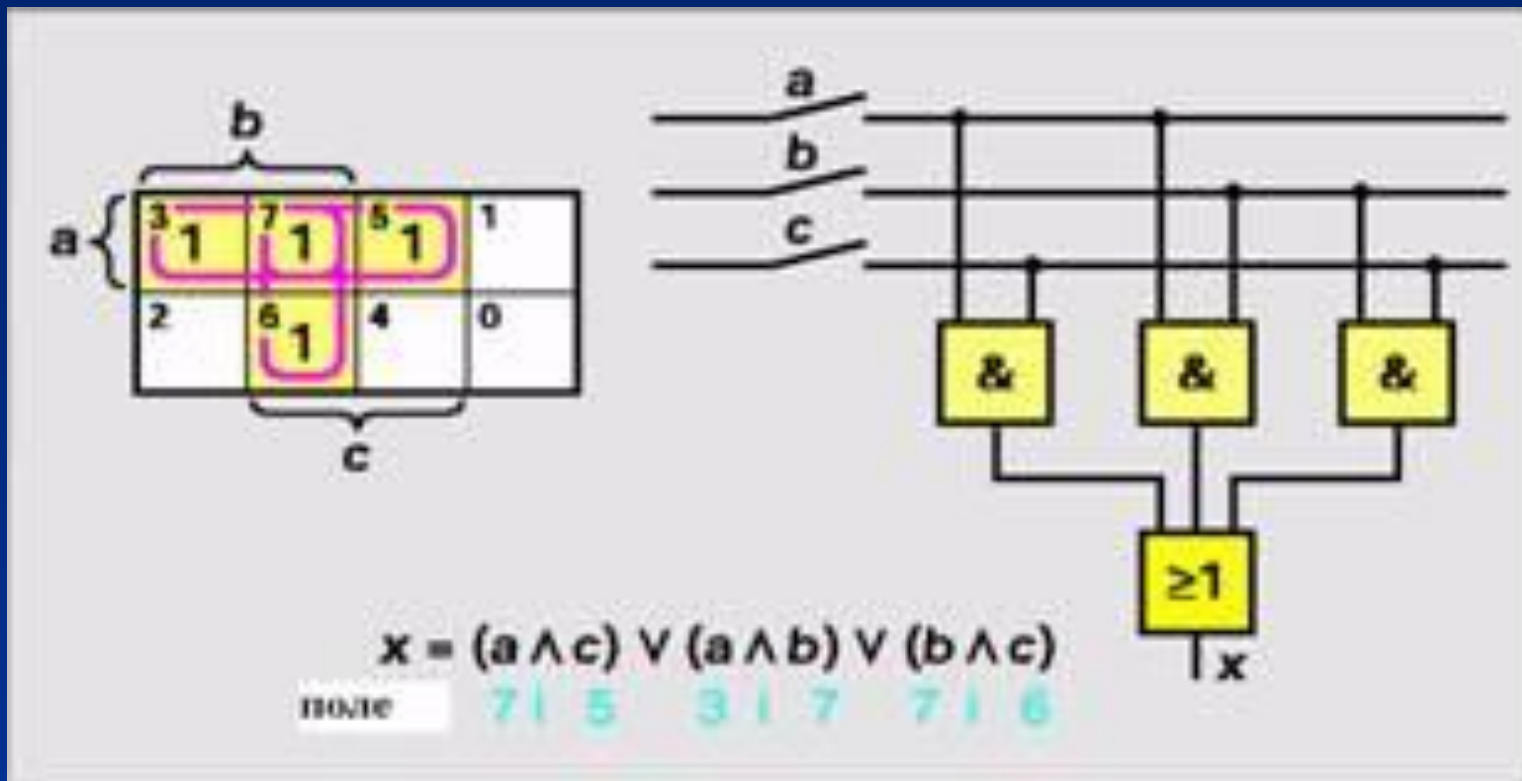 b
a
3 1 7 1 5 1 1
2 6 1 4 0
c
a
b
c
& & &
≥1
x
x = (a ∧ c) ∨ (a ∧ b) ∨ (b ∧ c)
поле 7 i 5 3 i 7 7 i 6